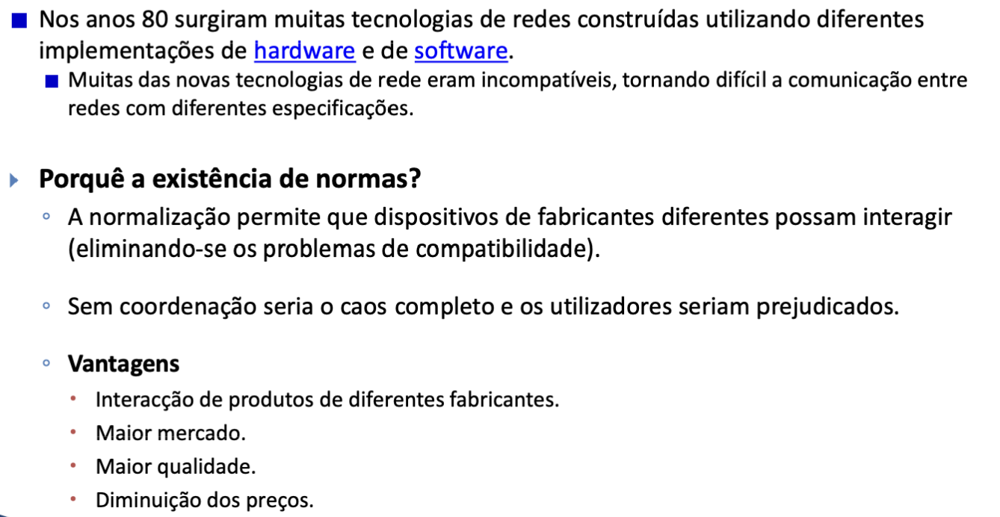 Nos anos 80 surgiram muitas tecnologias de redes construídas utilizando diferentes
implementações de hardware e de software.
Muitas das novas tecnologias de rede eram incompatíveis, tornando difícil a comunicação entre
redes com diferentes especificações.
Porquê a existência de normas?
A normalização permite que dispositivos de fabricantes diferentes possam interagir
(eliminando-se os problemas de compatibilidade).
Sem coordenação seria o caos completo e os utilizadores seriam prejudicados.
Vantagens
Interacção de produtos de diferentes fabricantes.
Maior mercado.
Maior qualidade.
Diminuição dos preços.